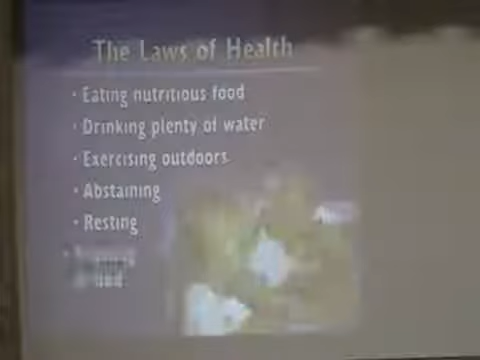 The Laws of Health
· Eating nutritious food
· Drinking plenty of water
· Exercising outdoors
· Abstaining
· Resting